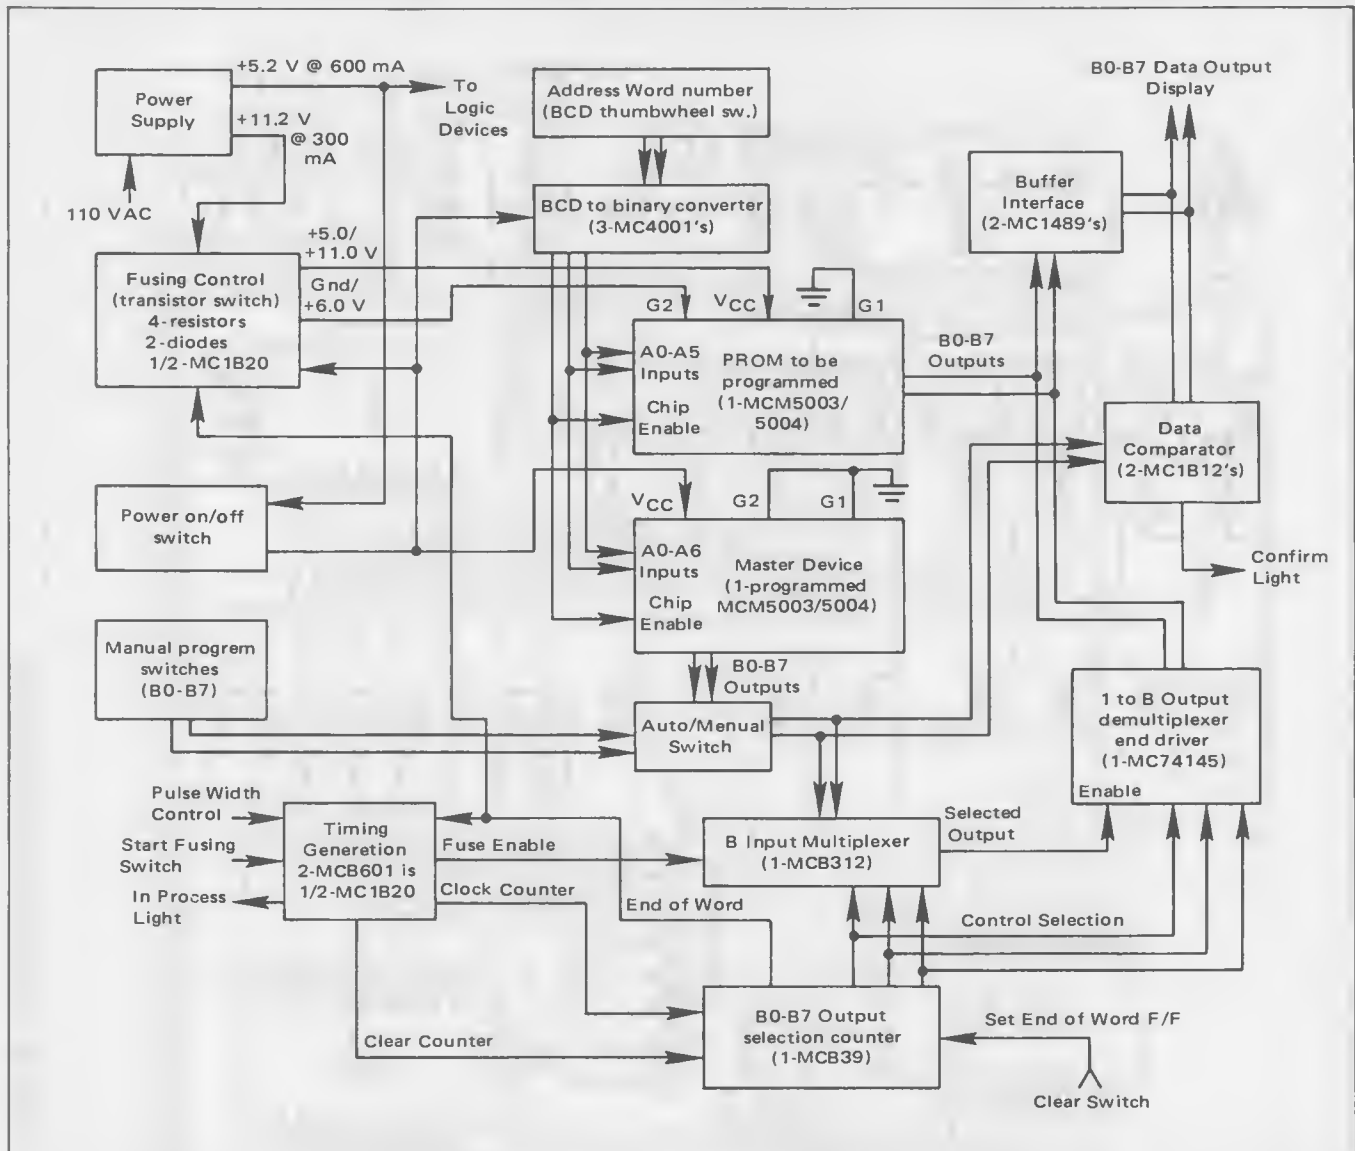 +5.2 V @ 600 mA
To
Logic
Devices
Power
Supply
+11.2 V
@ 300
mA
110 VAC
Address Word number
(BCD thumbwheel sw.)
BCD to binary converter
(3-MC4001's)
B0-B7 Data Output
Display
Buffer
Interface
(2-MC1489's)
+5.0/
+11.0 V
Gnd/
+6.0 V
Fusing Control
(transistor switch)
4-resistors
2-diodes
1/2-MC1B20
G2
VCC
G1
A0-A5
Inputs
Chip
Enable
PROM to be
programmed
(1-MCM5003/
5004)
B0-B7
Outputs
Data
Comparator
(2-MC1B12's)
Confirm
Light
Power on/off
switch
VCC
G2
G1
A0-A6
Inputs
Chip
Enable
Master Device
(1-programmed
MCM5003/5004)
B0-B7
Outputs
Manual progrem
switches
(B0-B7)
Auto/Menual
Switch
1 to B Output
demultiplexer
end driver
(1-MC74145)
Enable
Pulse Width
Control
Start Fusing
Switch
In Process
Light
Timing
Generetion
2-MCB601 is
1/2-MC1B20
Fuse Enable
Clock Counter
End of Word
Clear Counter
B Input Multiplexer
(1-MCB312)
Selected
Output
Control Selection
B0-B7 Output
selection counter
(1-MCB39)
Set End of Word F/F
Clear Switch